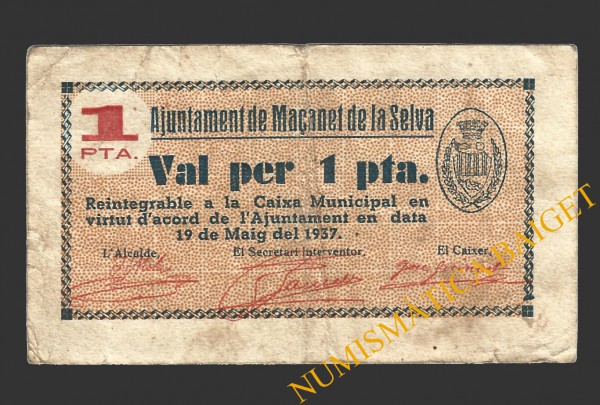 1
PTA.
Ajuntament de Maçanet de la Selva
Val per 1 pta.
Reintegrable a la Caixa Municipal en
virtut d'acord de l'Ajuntament en data
19 de Maig del 1937.
L'Alcalde, El Secretari Interventor, El Caixer,
NUMISMATICA BAIGET